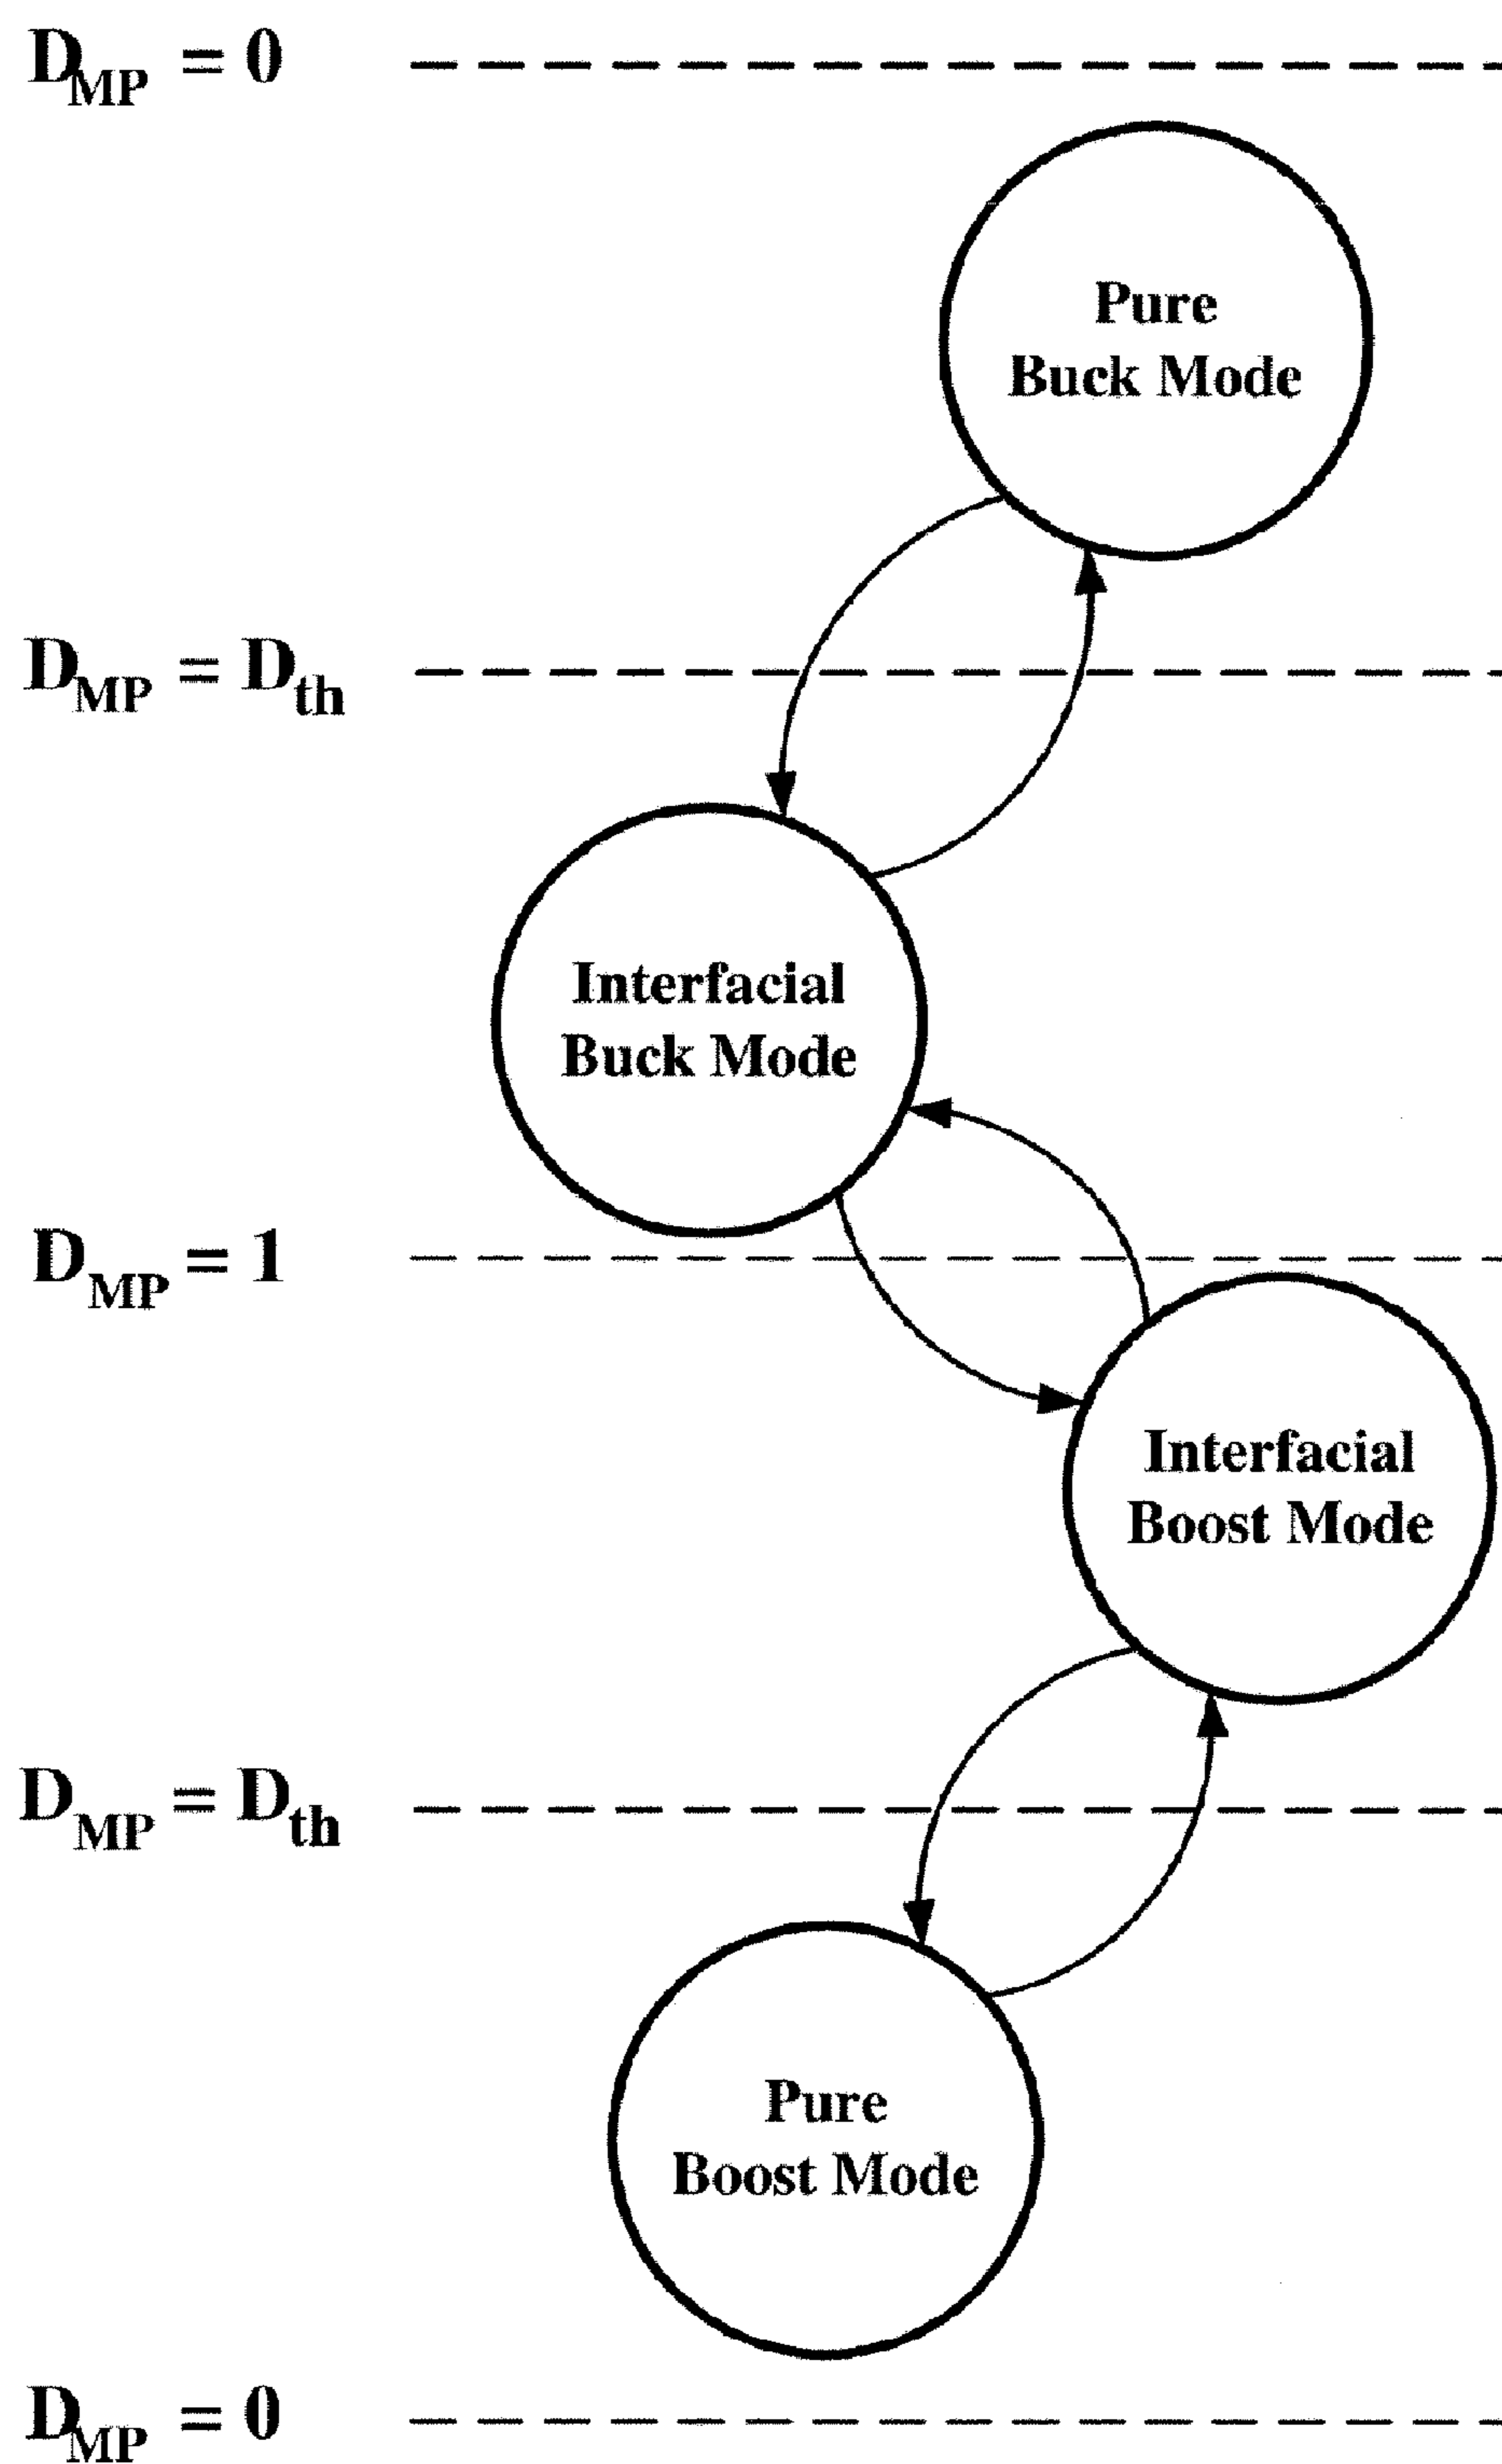 D_MP = 0
Pure
Buck Mode
D_MP = D_th
Interfacial
Buck Mode
D_MP = 1
Interfacial
Boost Mode
D_MP = D_th
Pure
Boost Mode
D_MP = 0